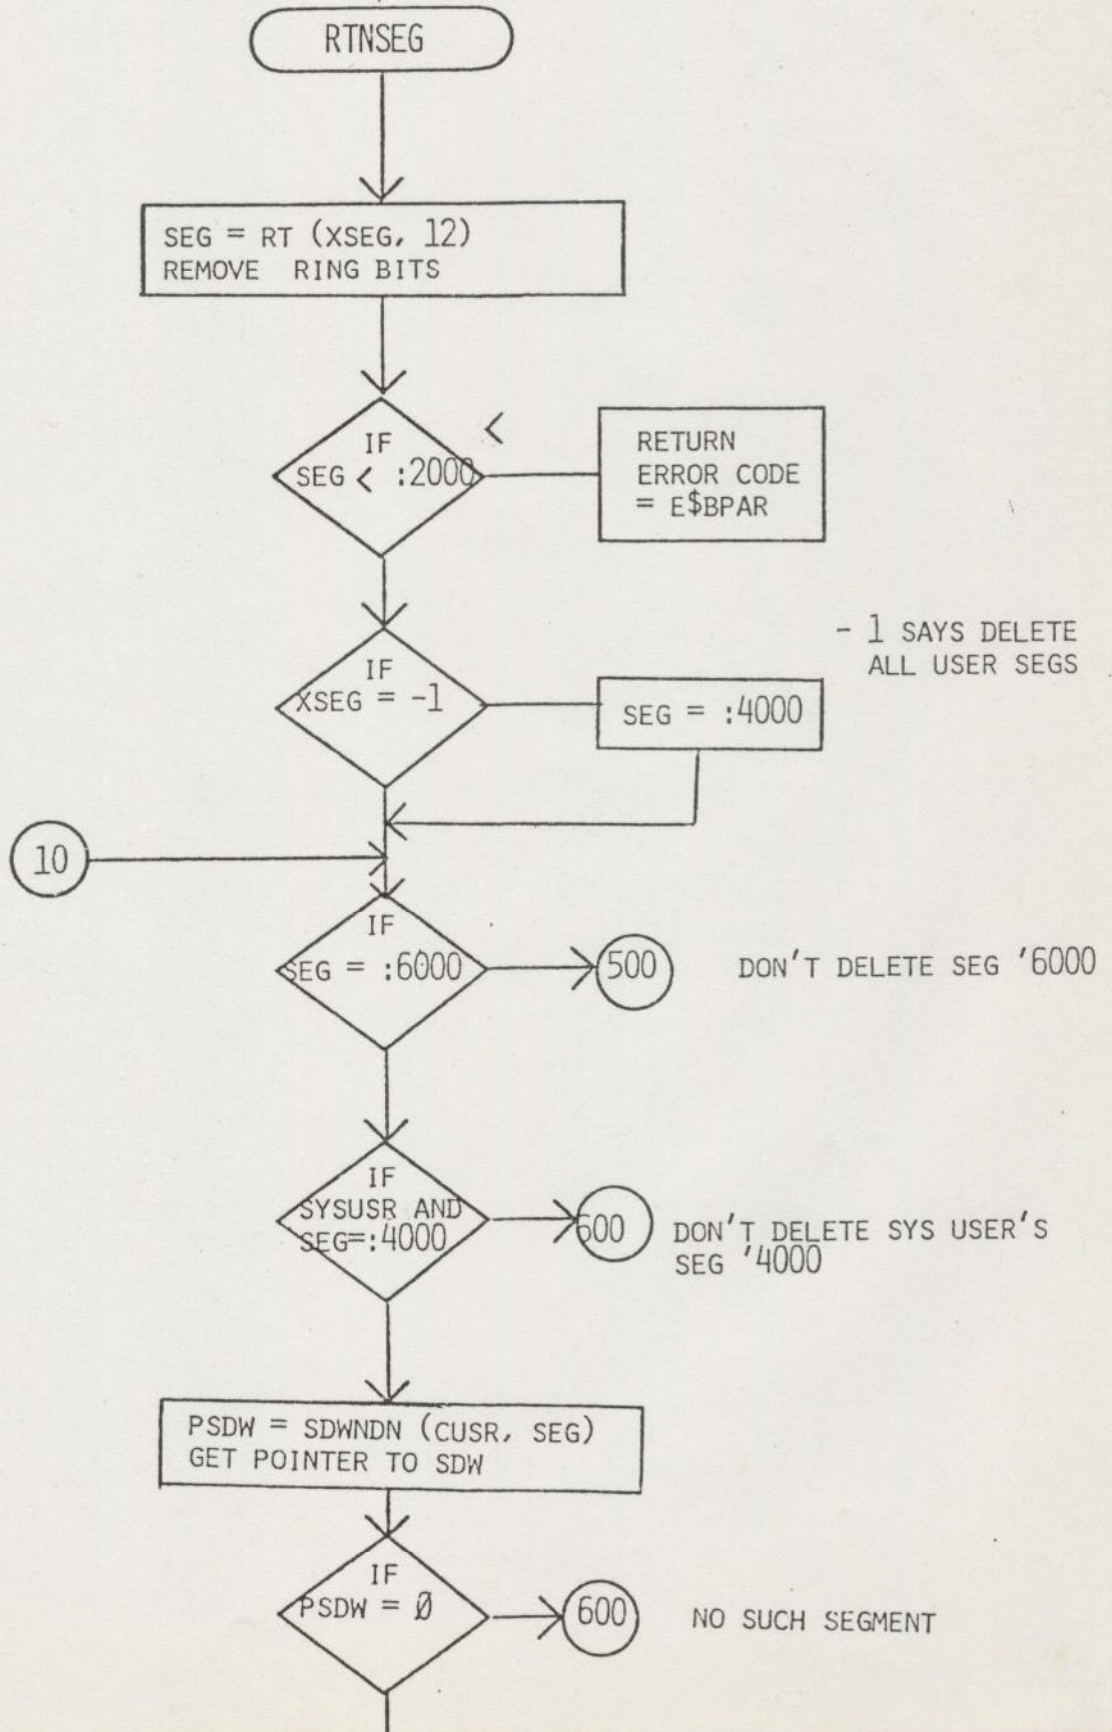 RTNSEG
SEG = RT (XSEG, 12)
REMOVE RING BITS
IF
SEG < :2000
<
RETURN
ERROR CODE
= E$BPAR
- 1 SAYS DELETE
ALL USER SEGS
IF
XSEG = -1
SEG = :4000
10
IF
SEG = :6000
500
DON'T DELETE SEG '6000
IF
SYSUSR AND
SEG=:4000
600
DON'T DELETE SYS USER'S
SEG '4000
PSDW = SDWNDN (CUSR, SEG)
GET POINTER TO SDW
IF
PSDW = Ø
600
NO SUCH SEGMENT